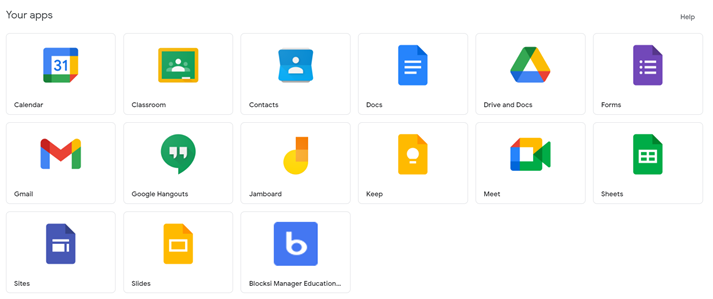 Your apps
Help
Calendar
Classroom
Contacts
Docs
Drive and Docs
Forms
Gmail
Google Hangouts
Jamboard
Keep
Meet
Sheets
Sites
Slides
Blocksi Manager Education...
31
b